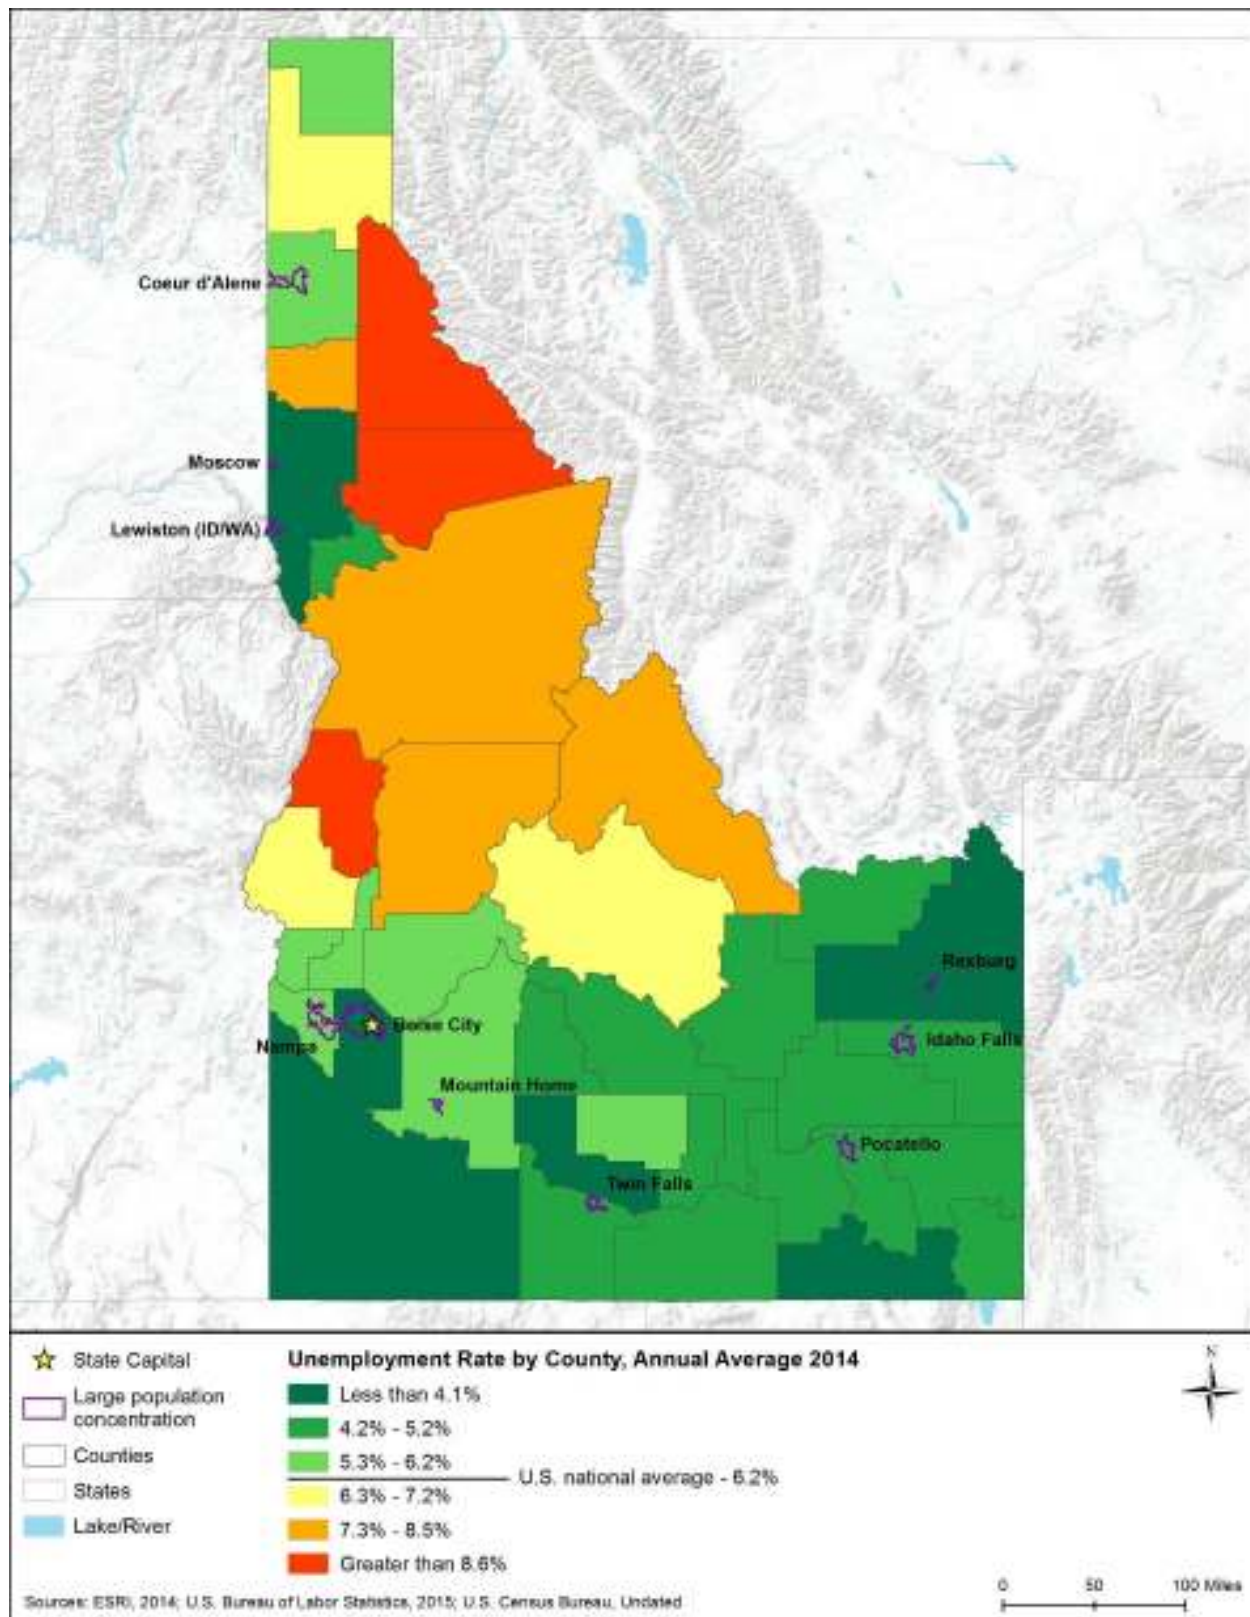 Coeur d'Alene
Moscow
Lewiston (ID/WA)
Rexburg
Boise City
Nampa
Idaho Falls
Mountain Home
Pocatello
Twin Falls
State Capital
Large population
concentration
Counties
States
Lake/River
Unemployment Rate by County, Annual Average 2014
Less than 4.1%
4.2% - 5.2%
5.3% - 6.2%
U.S. national average - 6.2%
6.3% - 7.2%
7.3% - 8.5%
Greater than 8.6%
N
0 50 100 Miles
Sources: ESRI, 2014; U.S. Bureau of Labor Statistics, 2015; U.S. Census Bureau, Undated